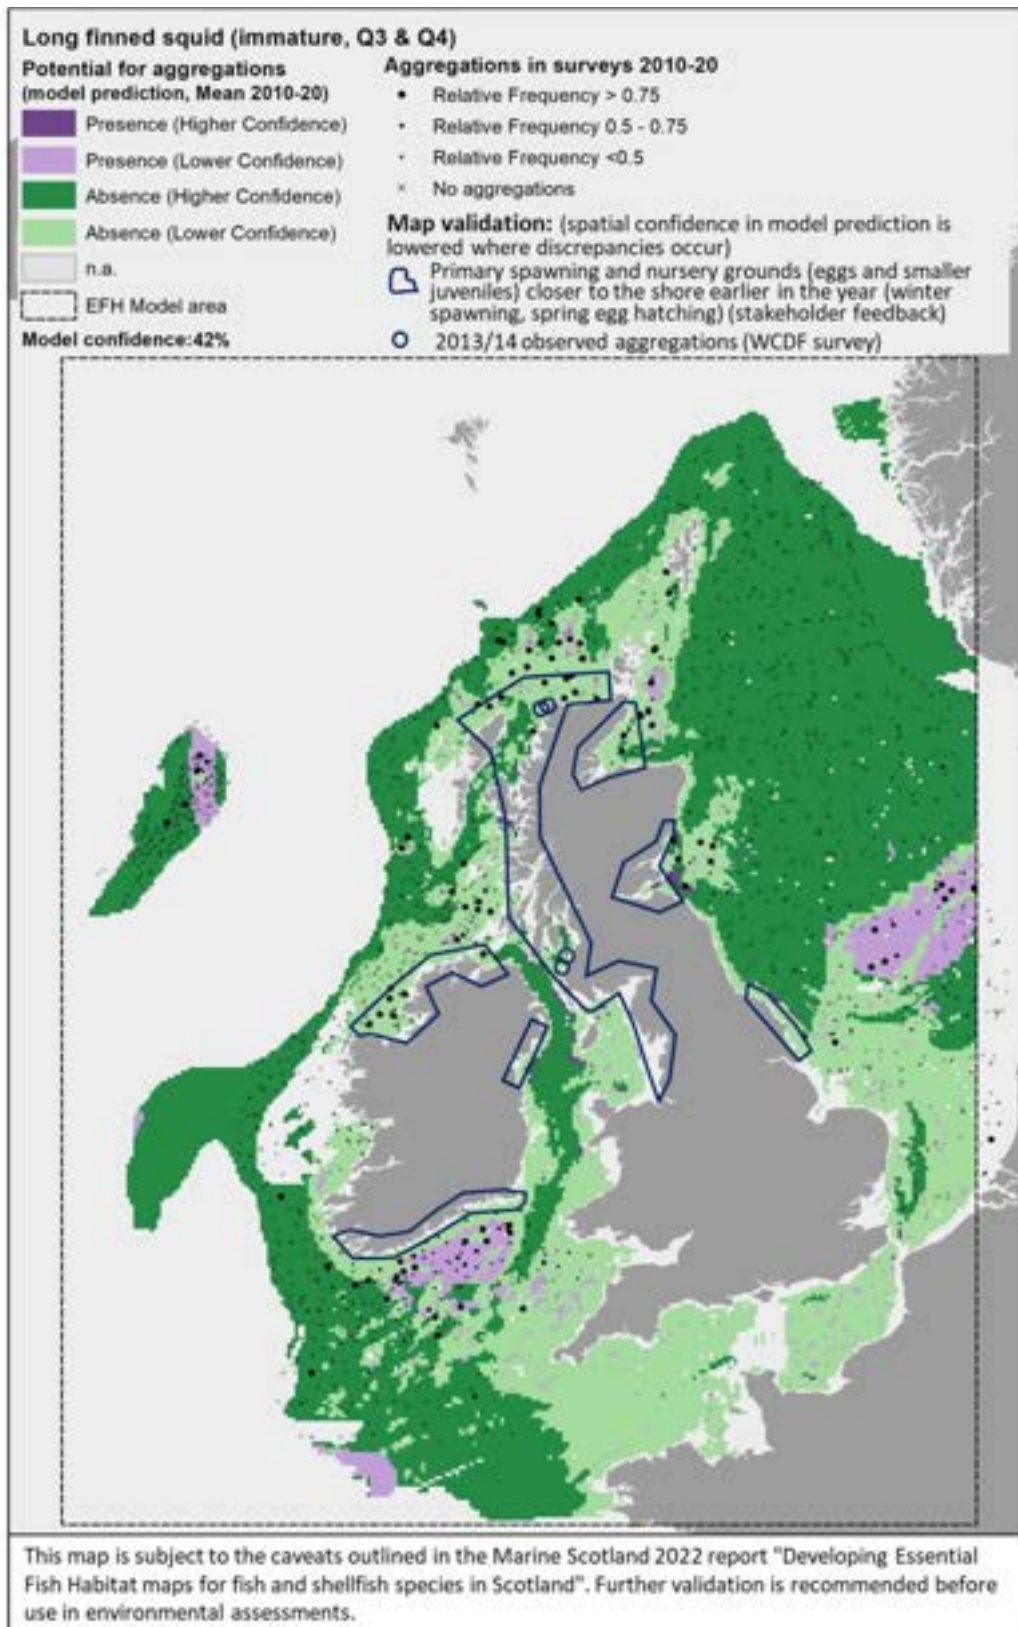 Long finned squid (immature, Q3 & Q4)
Potential for aggregations
(model prediction, Mean 2010-20)
Presence (Higher Confidence)
Presence (Lower Confidence)
Absence (Higher Confidence)
Absence (Lower Confidence)
n.a.
EFH Model area
Model confidence:42%
Aggregations in surveys 2010-20
Relative Frequency > 0.75
Relative Frequency 0.5 - 0.75
Relative Frequency <0.5
No aggregations
Map validation: (spatial confidence in model prediction is
lowered where discrepancies occur)
Primary spawning and nursery grounds (eggs and smaller
juveniles) closer to the shore earlier in the year (winter
spawning, spring egg hatching) (stakeholder feedback)
2013/14 observed aggregations (WCDF survey)
This map is subject to the caveats outlined in the Marine Scotland 2022 report "Developing Essential
Fish Habitat maps for fish and shellfish species in Scotland". Further validation is recommended before
use in environmental assessments.